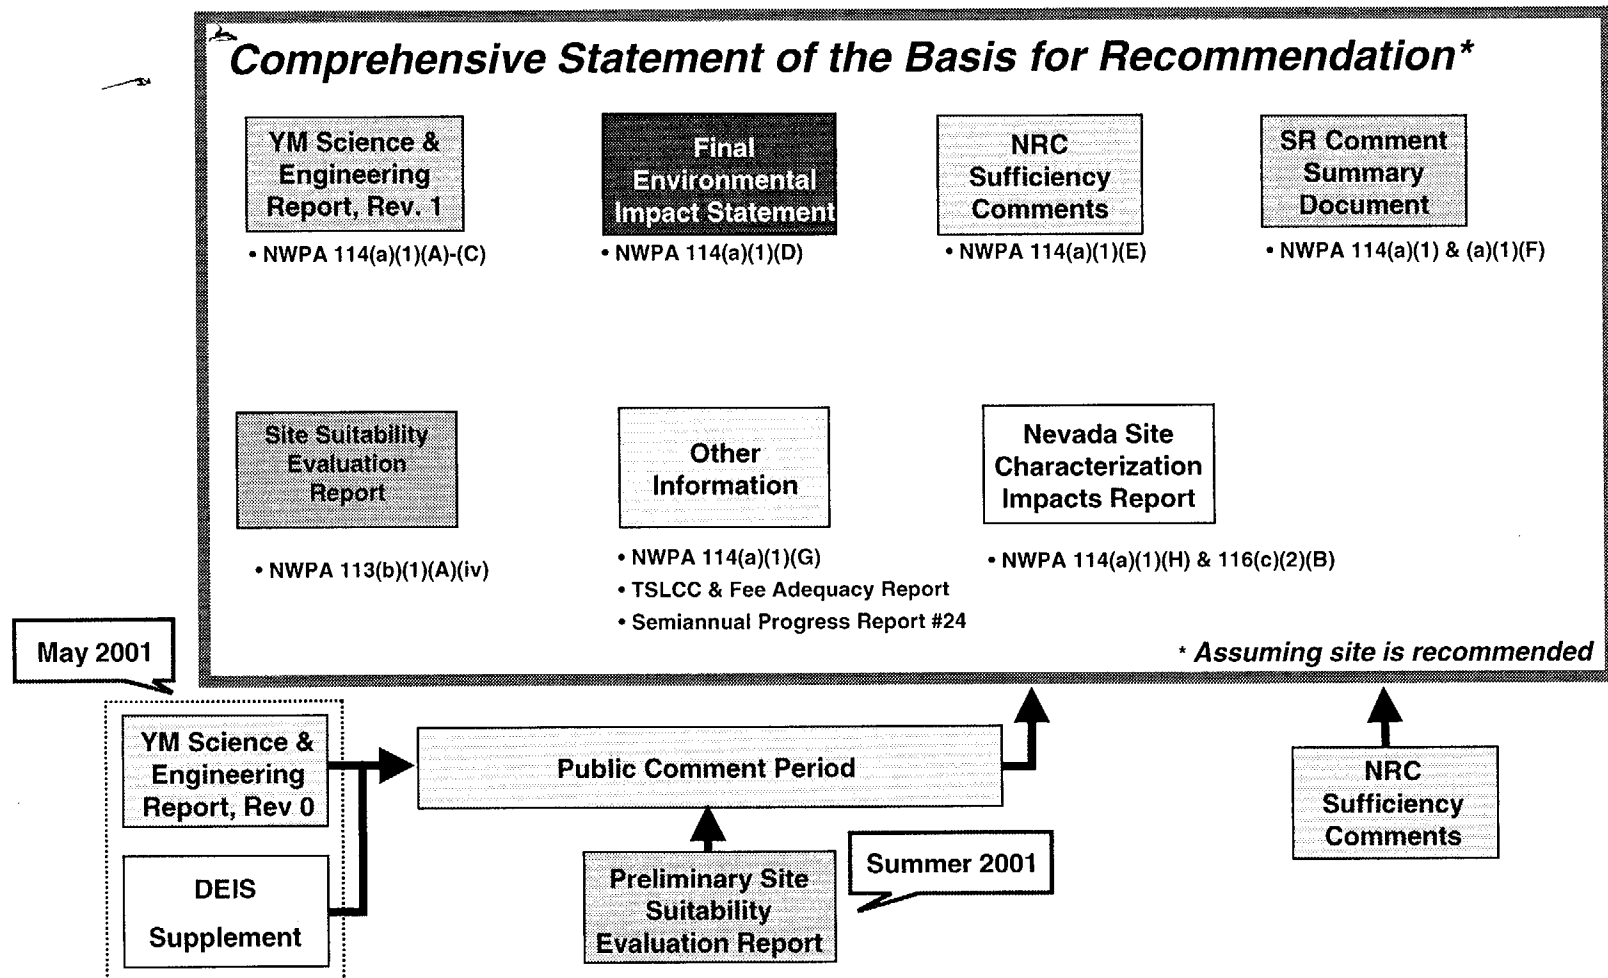 Comprehensive Statement of the Basis for Recommendation*
YM Science &
Engineering
Report, Rev. 1
• NWPA 114(a)(1)(A)-(C)
Final
Environmental
Impact Statement
• NWPA 114(a)(1)(D)
NRC
Sufficiency
Comments
• NWPA 114(a)(1)(E)
SR Comment
Summary
Document
• NWPA 114(a)(1) & (a)(1)(F)
Site Suitability
Evaluation
Report
• NWPA 113(b)(1)(A)(iv)
Other
Information
• NWPA 114(a)(1)(G)
• TSLCC & Fee Adequacy Report
• Semiannual Progress Report #24
Nevada Site
Characterization
Impacts Report
• NWPA 114(a)(1)(H) & 116(c)(2)(B)
* Assuming site is recommended
May 2001
YM Science &
Engineering
Report, Rev 0
DEIS
Supplement
Public Comment Period
Preliminary Site
Suitability
Evaluation Report
Summer 2001
NRC
Sufficiency
Comments